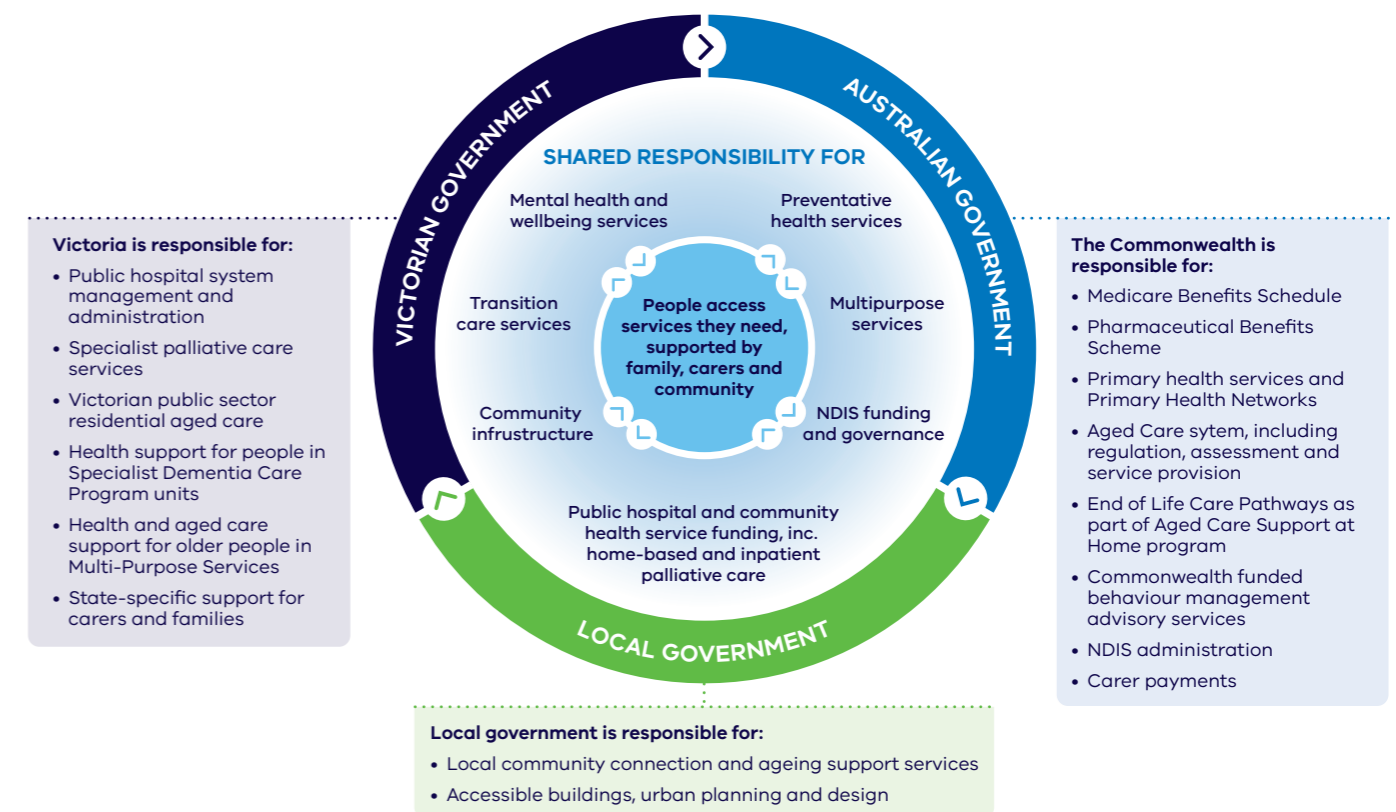 VICTORIAN GOVERNMENT
AUSTRALIAN GOVERNMENT
LOCAL GOVERNMENT
SHARED RESPONSIBILITY FOR
Mental health and
wellbeing services
Preventative
health services
Transition
care services
Multipurpose
services
Community
infrustructure
NDIS funding
and governance
Public hospital and community
health service funding, inc.
home-based and inpatient
palliative care
People access
services they need,
supported by
family, carers and
community
Victoria is responsible for:
• Public hospital system
management and
administration
• Specialist palliative care
services
• Victorian public sector
residential aged care
• Health support for people in
Specialist Dementia Care
Program units
• Health and aged care
support for older people in
Multi-Purpose Services
• State-specific support for
carers and families
The Commonwealth is
responsible for:
• Medicare Benefits Schedule
• Pharmaceutical Benefits
Scheme
• Primary health services and
Primary Health Networks
• Aged Care sytem, including
regulation, assessment and
service provision
• End of Life Care Pathways as
part of Aged Care Support at
Home program
• Commonwealth funded
behaviour management
advisory services
• NDIS administration
• Carer payments
Local government is responsible for:
• Local community connection and ageing support services
• Accessible buildings, urban planning and design